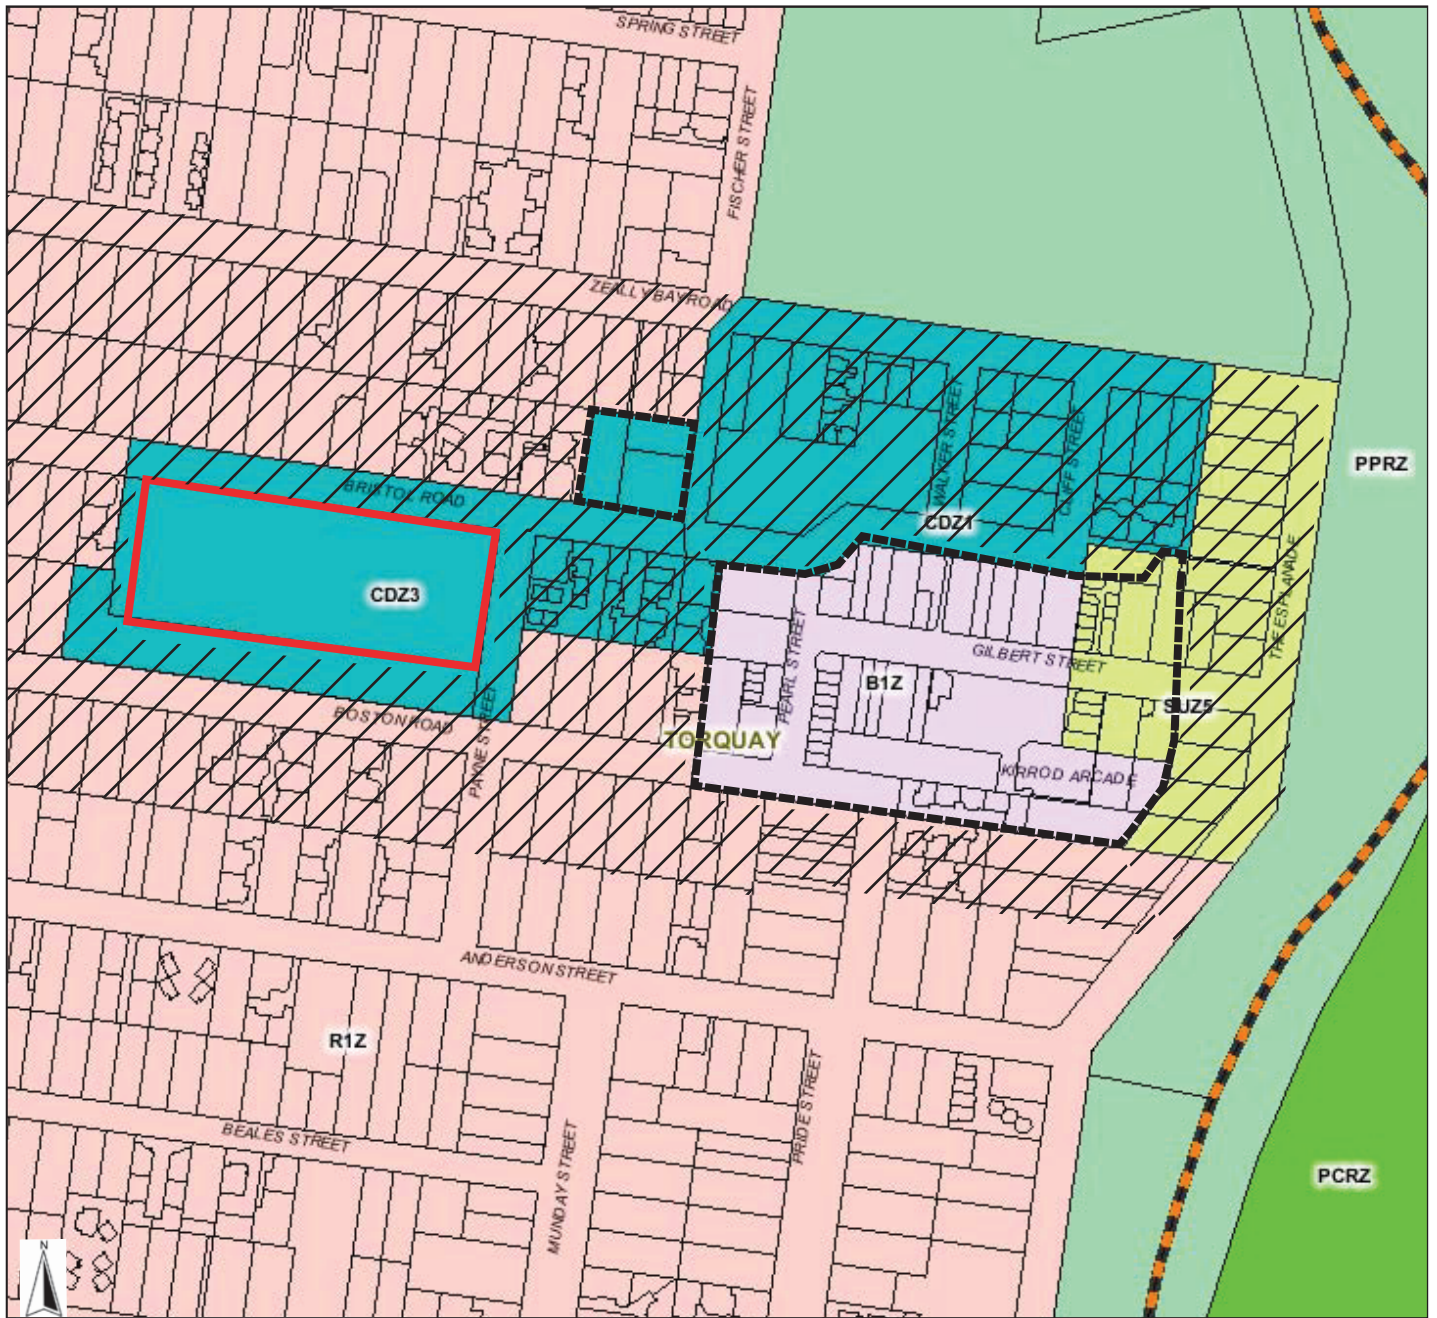 SPRING STREET
FISCHER STREET
ZEALLY BAY ROAD
PPRZ
BRISTOL ROAD
WALKER STREET
CLIFF STREET
CDZ1
CDZ3
THE ESPLANADE
PEARL STREET
GILBERT STREET
B1Z
SUZ5
BOSTON ROAD
PAYNE STREET
TORQUAY
KIRROD ARCADE
ANDERSON STREET
R1Z
PRIDE STREET
BEALES STREET
MUNDAY STREET
PCRZ
N